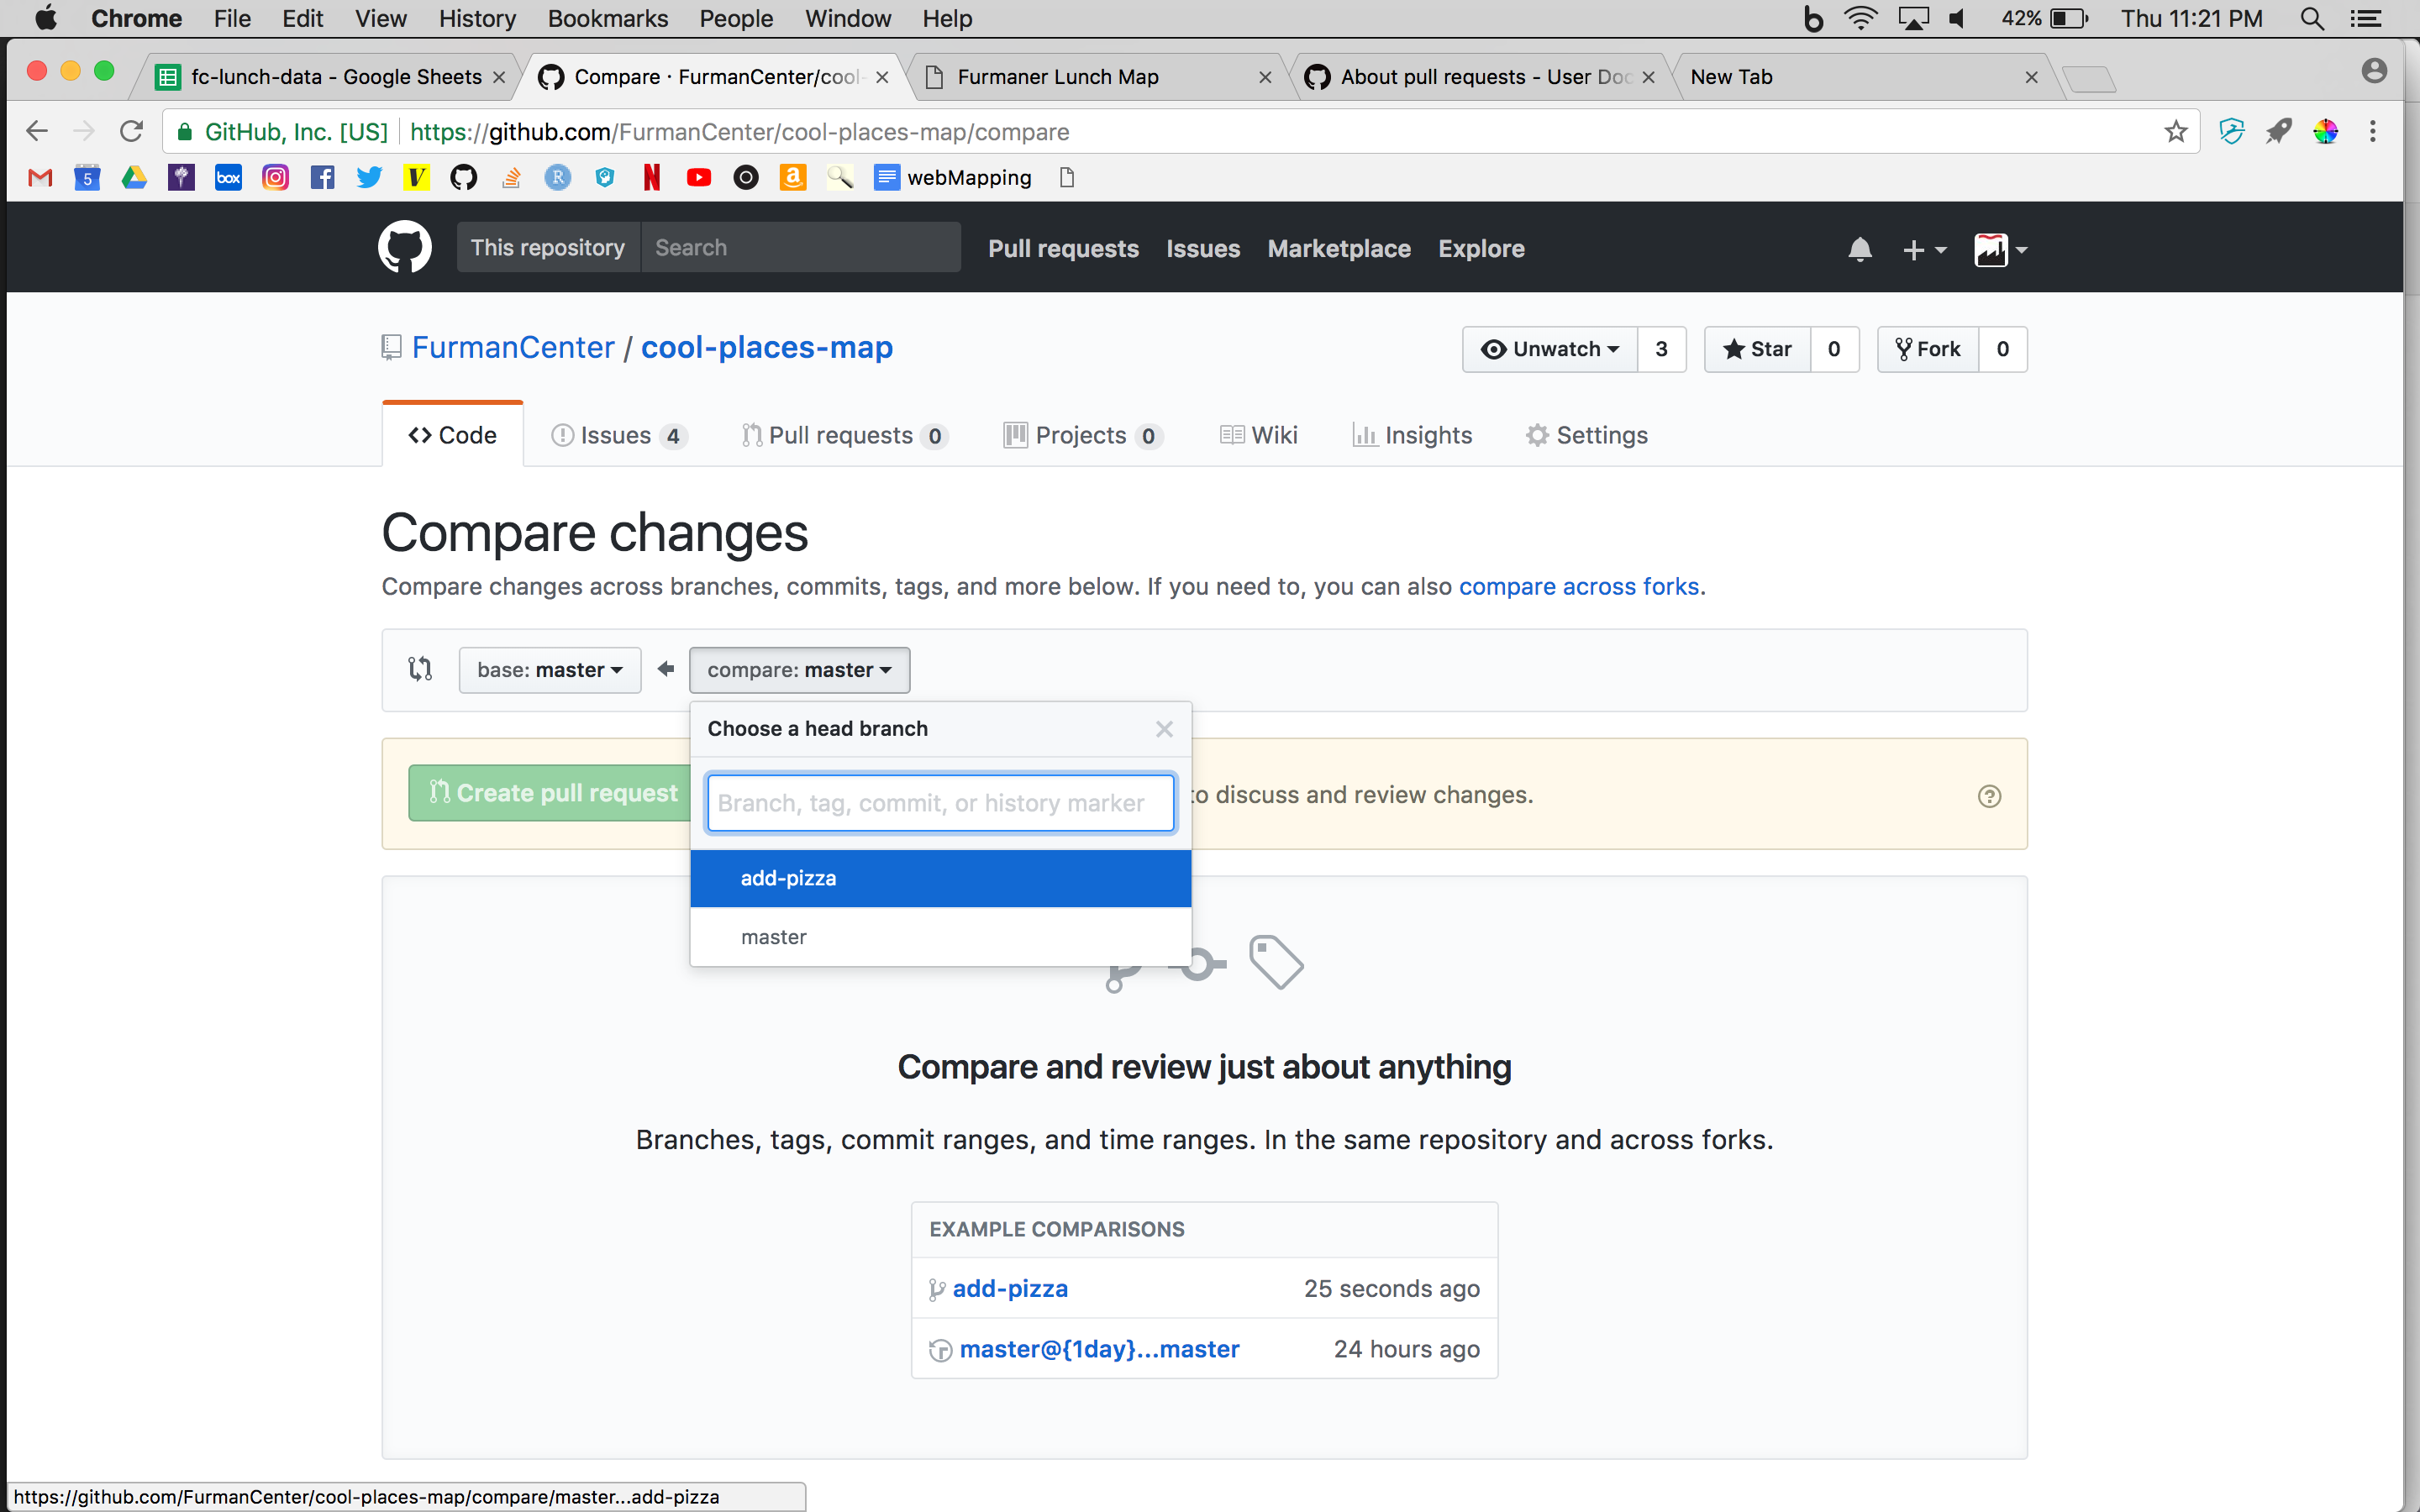 Chrome File Edit View History Bookmarks People Window Help 42% Thu 11:21 PM
fc-lunch-data - Google Sheets Compare · FurmanCenter/cool- Furmaner Lunch Map About pull requests - User Doc New Tab
GitHub, Inc. [US] https://github.com/FurmanCenter/cool-places-map/compare
5 box V R N a webMapping
This repository Search Pull requests Issues Marketplace Explore
FurmanCenter / cool-places-map Unwatch 3 Star 0 Fork 0
Code Issues 4 Pull requests 0 Projects 0 Wiki Insights Settings
Compare changes
Compare changes across branches, commits, tags, and more below. If you need to, you can also compare across forks.
base: master compare: master
Choose a head branch
Create pull request Branch, tag, commit, or history marker to discuss and review changes.
add-pizza
master
Compare and review just about anything
Branches, tags, commit ranges, and time ranges. In the same repository and across forks.
EXAMPLE COMPARISONS
add-pizza 25 seconds ago
master@{1day}...master 24 hours ago
https://github.com/FurmanCenter/cool-places-map/compare/master...add-pizza